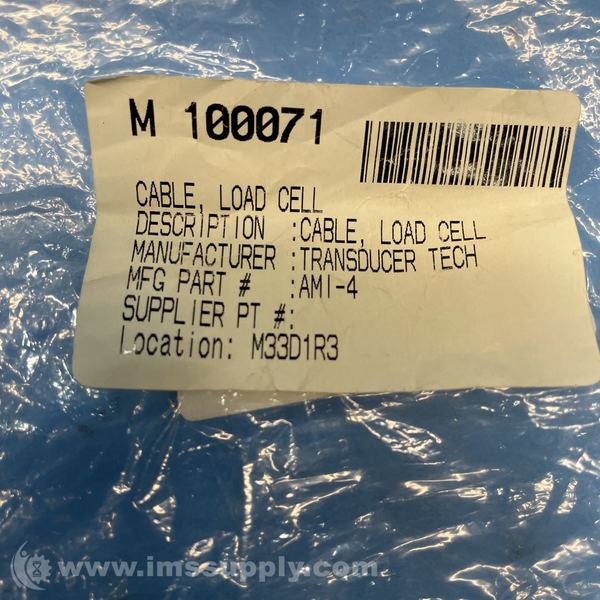 M 100071
CABLE, LOAD CELL
DESCRIPTION :CABLE, LOAD CELL
MANUFACTURER :TRANSDUCER TECH
MFG PART # :AMI-4
SUPPLIER PT #:
Location: M33D1R3
www.imssupply.com